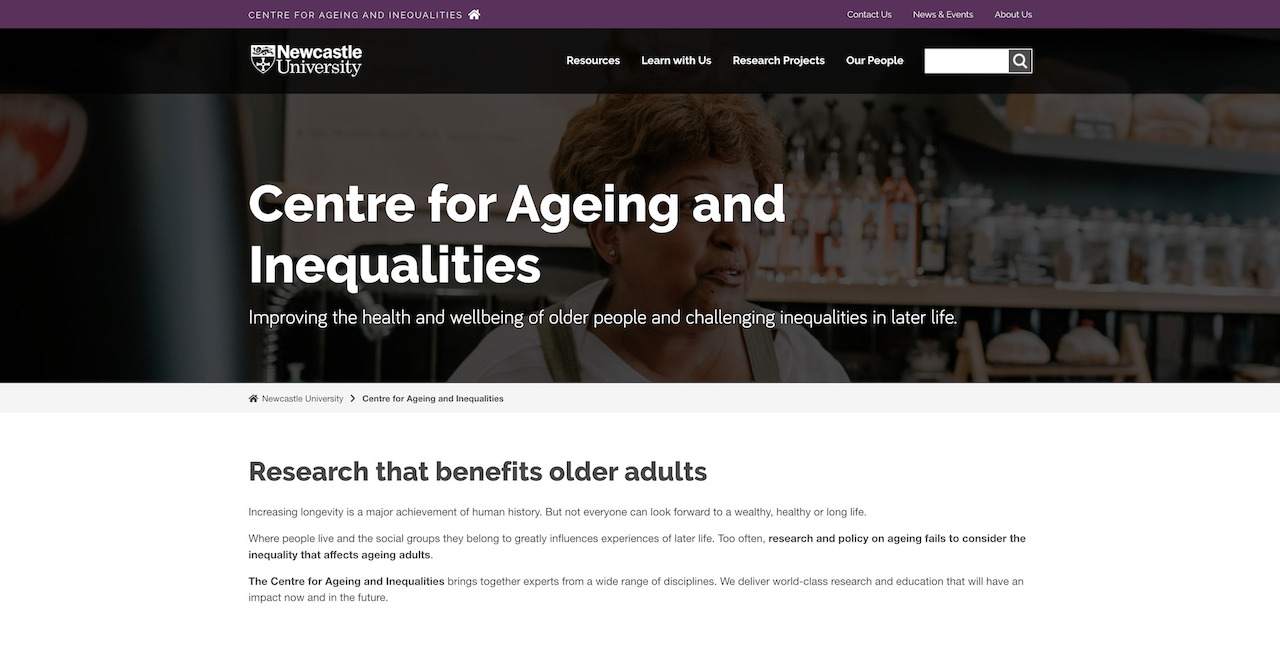 CENTRE FOR AGEING AND INEQUALITIES
Contact Us
News & Events
About Us
Newcastle
University
Resources
Learn with Us
Research Projects
Our People
Centre for Ageing and
Inequalities
Improving the health and wellbeing of older people and challenging inequalities in later life.
Newcastle University
Centre for Ageing and Inequalities
Research that benefits older adults
Increasing longevity is a major achievement of human history. But not everyone can look forward to a wealthy, healthy or long life.
Where people live and the social groups they belong to greatly influences experiences of later life. Too often, research and policy on ageing fails to consider the
inequality that affects ageing adults.
The Centre for Ageing and Inequalities brings together experts from a wide range of disciplines. We deliver world-class research and education that will have an
impact now and in the future.